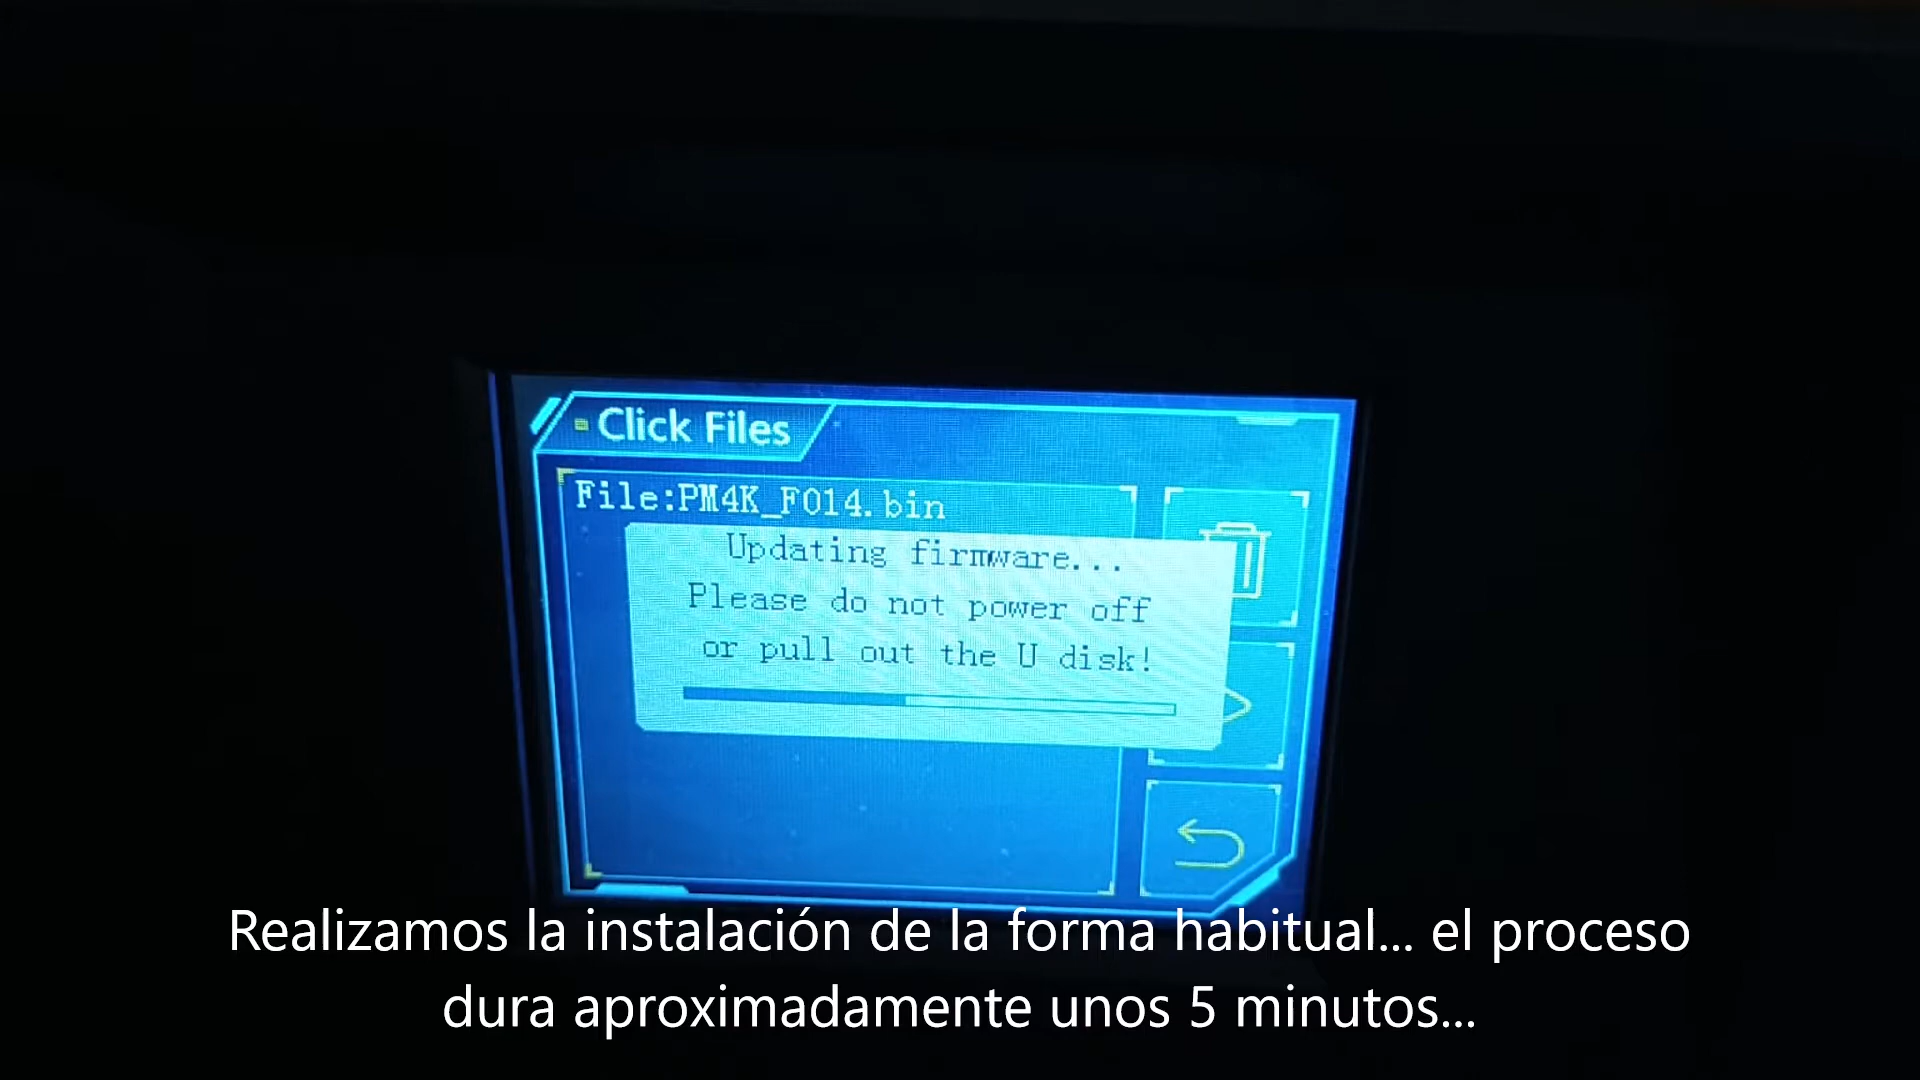 Click Files
File:PM4K_F014.bin
Updating firmware...
Please do not power off
or pull out the U disk!
Realizamos la instalación de la forma habitual... el proceso
dura aproximadamente unos 5 minutos...